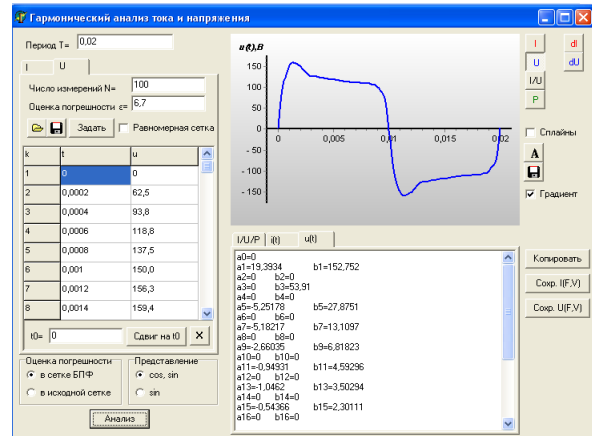 Гармонический анализ тока и напряжения
Период T= 0,02
I U
Число измерений N= 100
Оценка погрешности ε= 6,7
Задать Равномерная сетка
k t u
1 0 0
2 0,0002 62,5
3 0,0004 93,8
4 0,0006 118,8
5 0,0008 137,5
6 0,001 150,0
7 0,0012 156,3
8 0,0014 159,4
t0= 0 Сдвиг на t0 X
Оценка погрешности
в сетке БПФ
в исходной сетке
Представление
cos, sin
sin
Анализ
u(t),В
150
100
50
0
-50
-100
-150
0 0,005 0,01 0,015 0,02
I/U/P i(t) u(t)
a0=0
a1=19,3934 b1=152,752
a2=0 b2=0
a3=0 b3=53,91
a4=0 b4=0
a5=-5,25178 b5=27,8751
a6=0 b6=0
a7=-5,18217 b7=13,1097
a8=0 b8=0
a9=-2,66035 b9=6,81823
a10=0 b10=0
a11=-0,94931 b11=4,59296
a12=0 b12=0
a13=-1,0462 b13=3,50294
a14=0 b14=0
a15=-0,54366 b15=2,30111
a16=0 b16=0
I dI
U dU
I/U
P
Сплайны
A
Градиент
Копировать
Сохр. I(F,V)
Сохр. U(F,V)